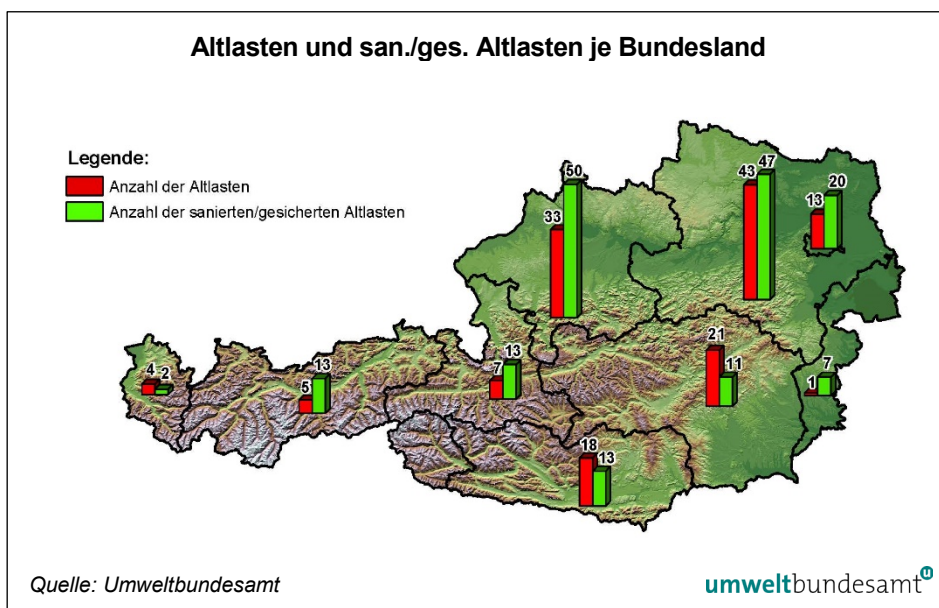 Altlasten und san./ges. Altlasten je Bundesland
Legende:
Anzahl der Altlasten
Anzahl der sanierten/gesicherten Altlasten
33 50
43 47
13 20
4 2
5 13
7 13
21 11
1 7
18 13
Quelle: Umweltbundesamt
umweltbundesamt u